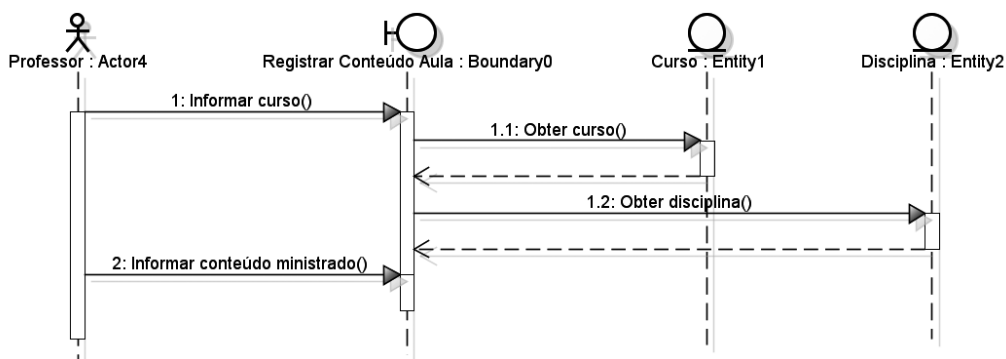 Professor : Actor4
Registrar Conteúdo Aula : Boundary0
Curso : Entity1
Disciplina : Entity2
1: Informar curso()
1.1: Obter curso()
1.2: Obter disciplina()
2: Informar conteúdo ministrado()